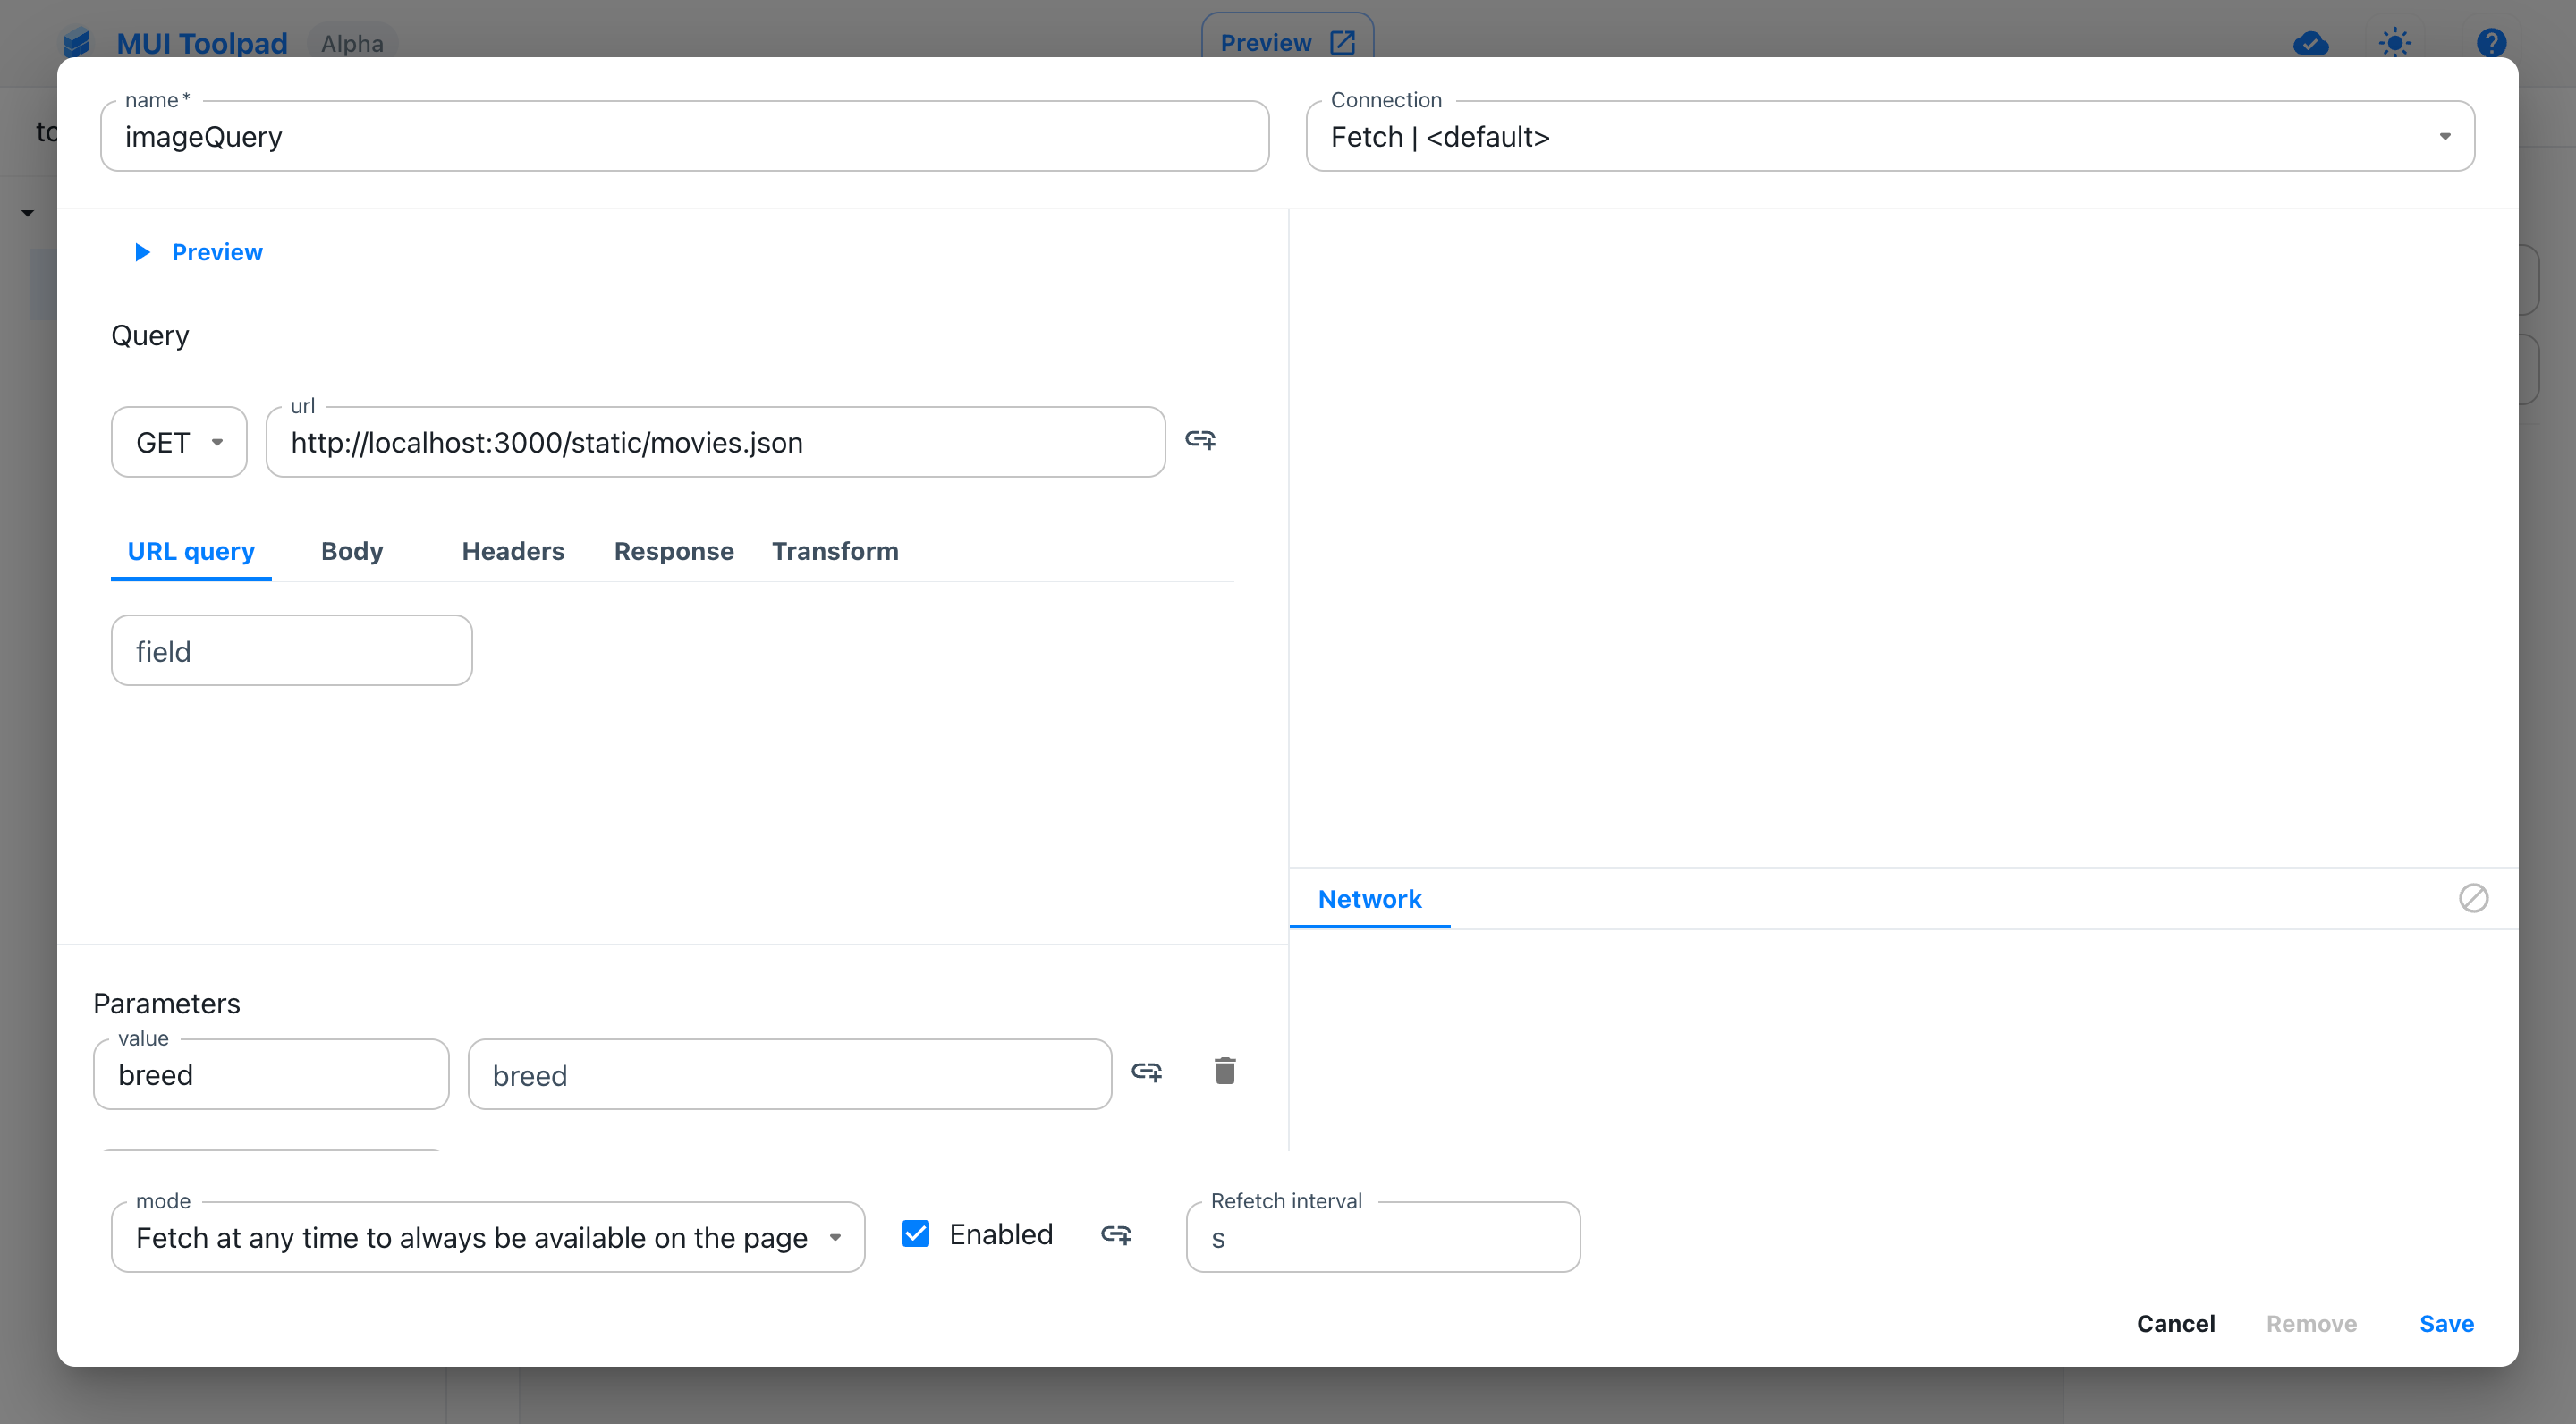 MUI Toolpad Alpha Preview
name *
imageQuery
Connection
Fetch | <default>
Preview
Query
GET
url
http://localhost:3000/static/movies.json
URL query Body Headers Response Transform
field
Network
Parameters
value
breed
breed
mode
Fetch at any time to always be available on the page
Enabled
Refetch interval
s
Cancel Remove Save